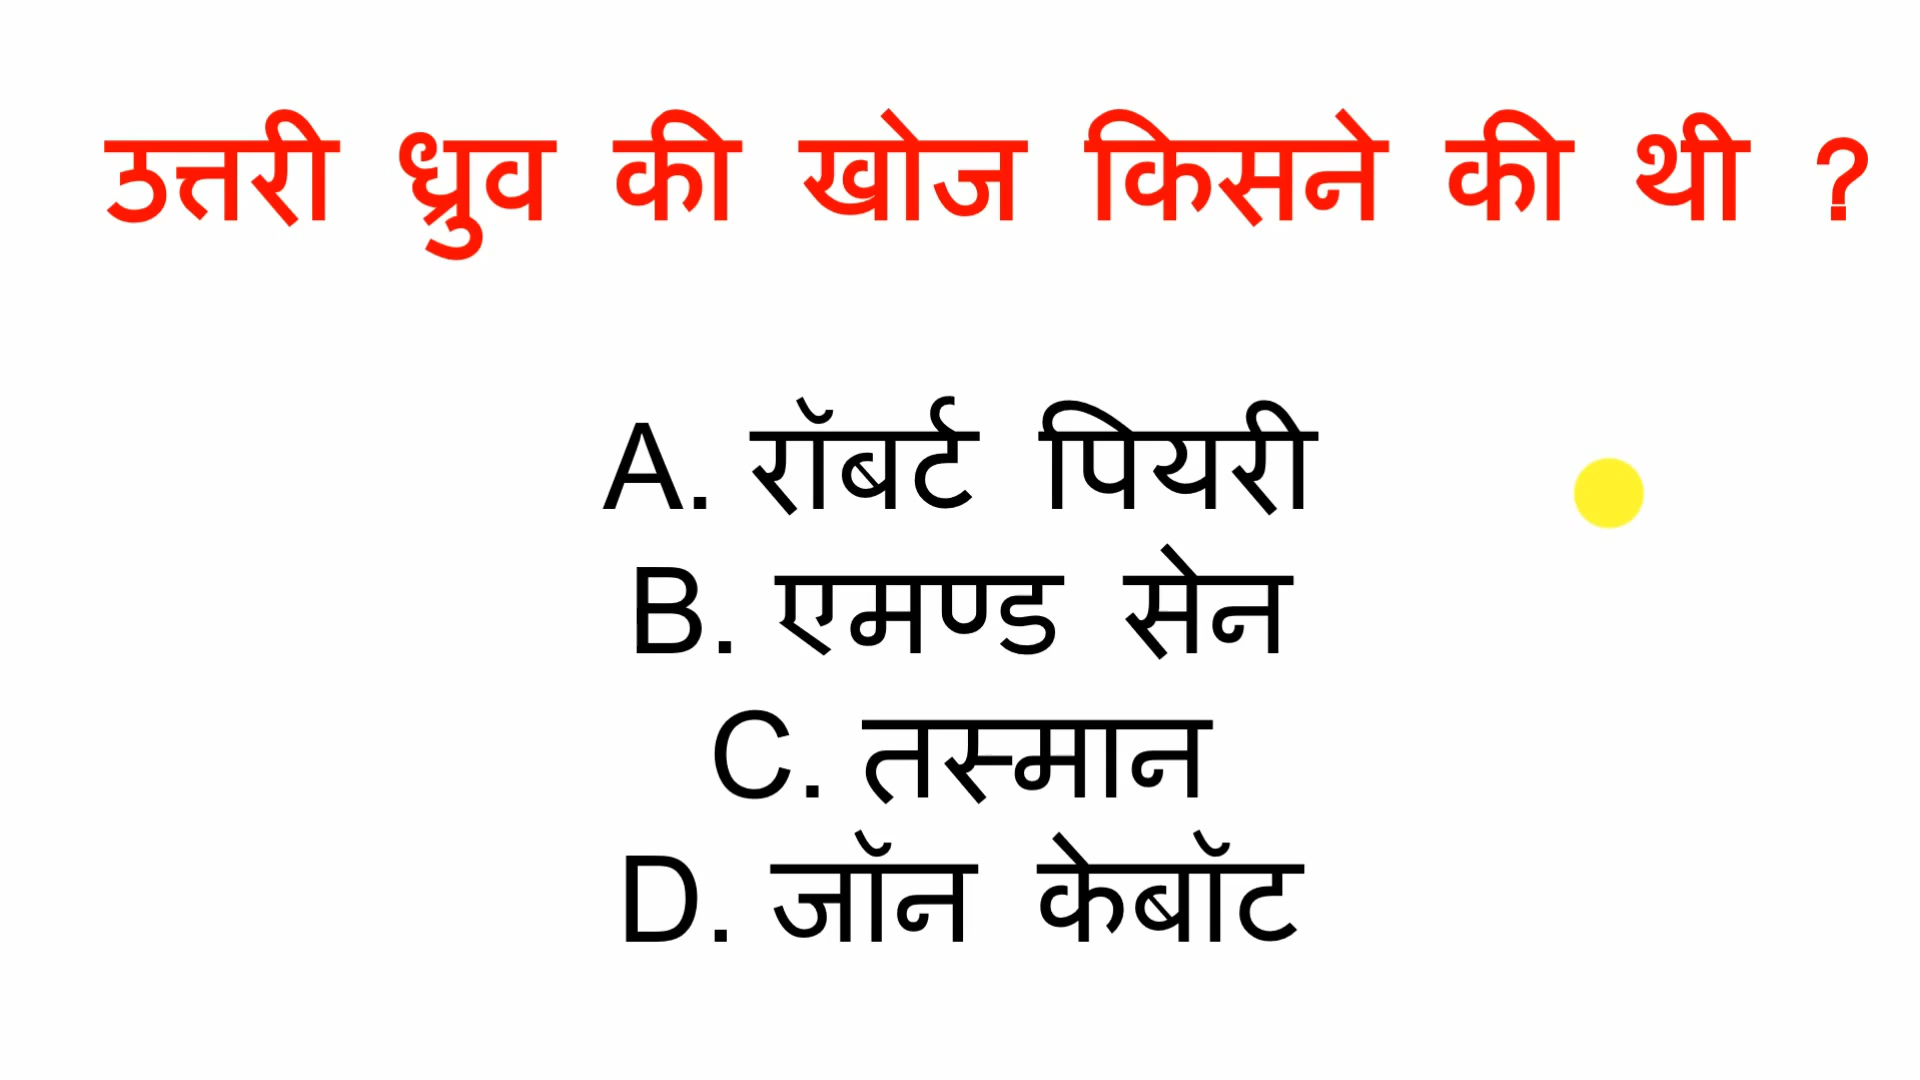 उत्तरी ध्रुव की खोज किसने की थी ?
A. रॉबर्ट पियरी
B. एमण्ड सेन
C. तस्मान
D. जॉन केबॉट